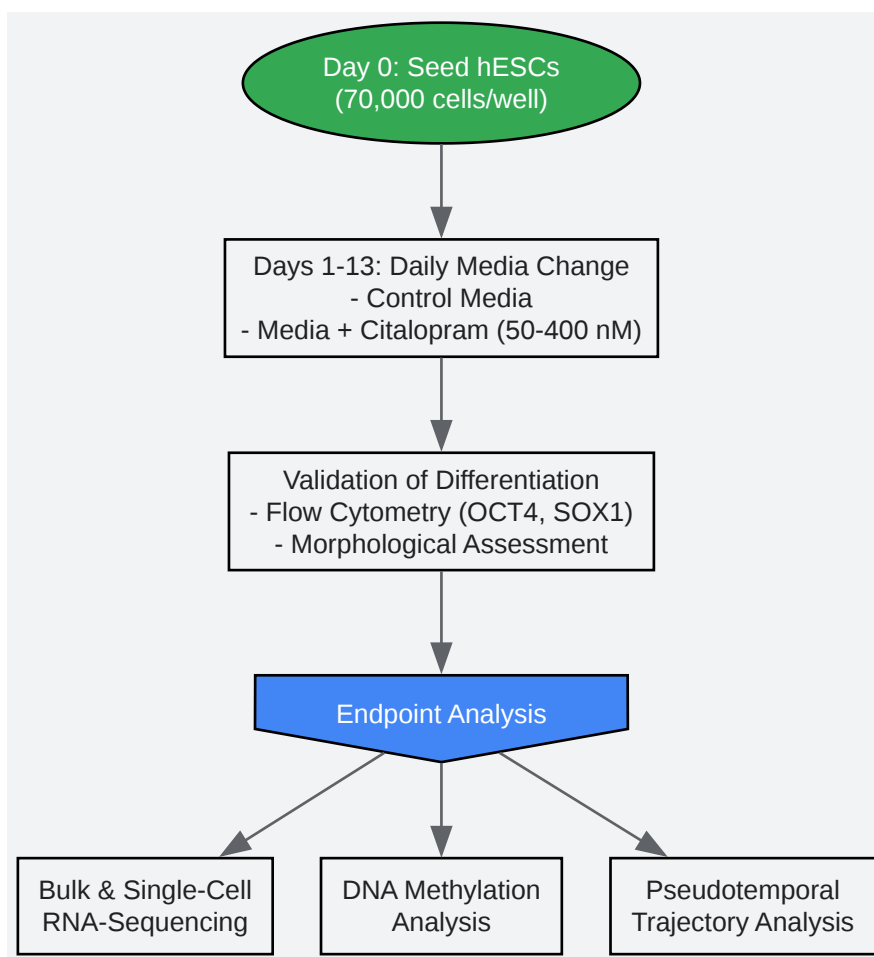 Day 0: Seed hESCs
(70,000 cells/well)
Days 1-13: Daily Media Change
- Control Media
- Media + Citalopram (50-400 nM)
Validation of Differentiation
- Flow Cytometry (OCT4, SOX1)
- Morphological Assessment
Endpoint Analysis
Bulk & Single-Cell
RNA-Sequencing
DNA Methylation
Analysis
Pseudotemporal
Trajectory Analysis